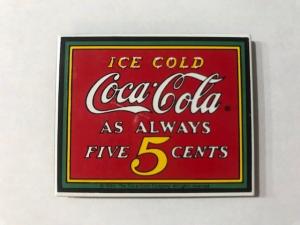 ICE COLD
Coca-Cola®
AS ALWAYS
FIVE 5 CENTS